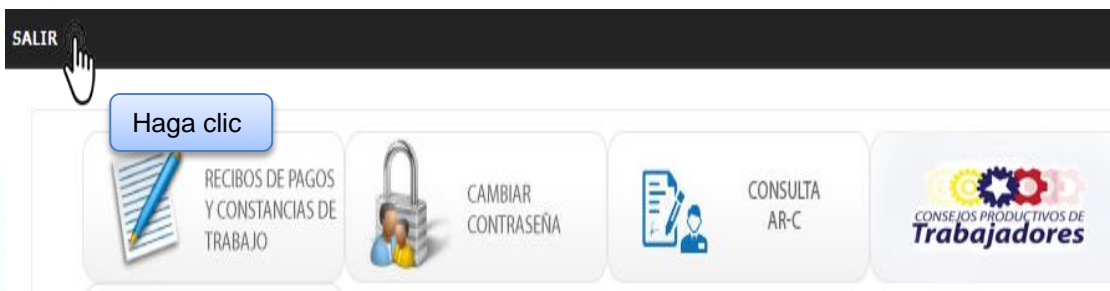 SALIR
Haga clic
RECIBOS DE PAGOS
Y CONSTANCIAS DE
TRABAJO
CAMBIAR
CONTRASEÑA
CONSULTA
AR-C
CONSEJOS PRODUCTIVOS DE
Trabajadores